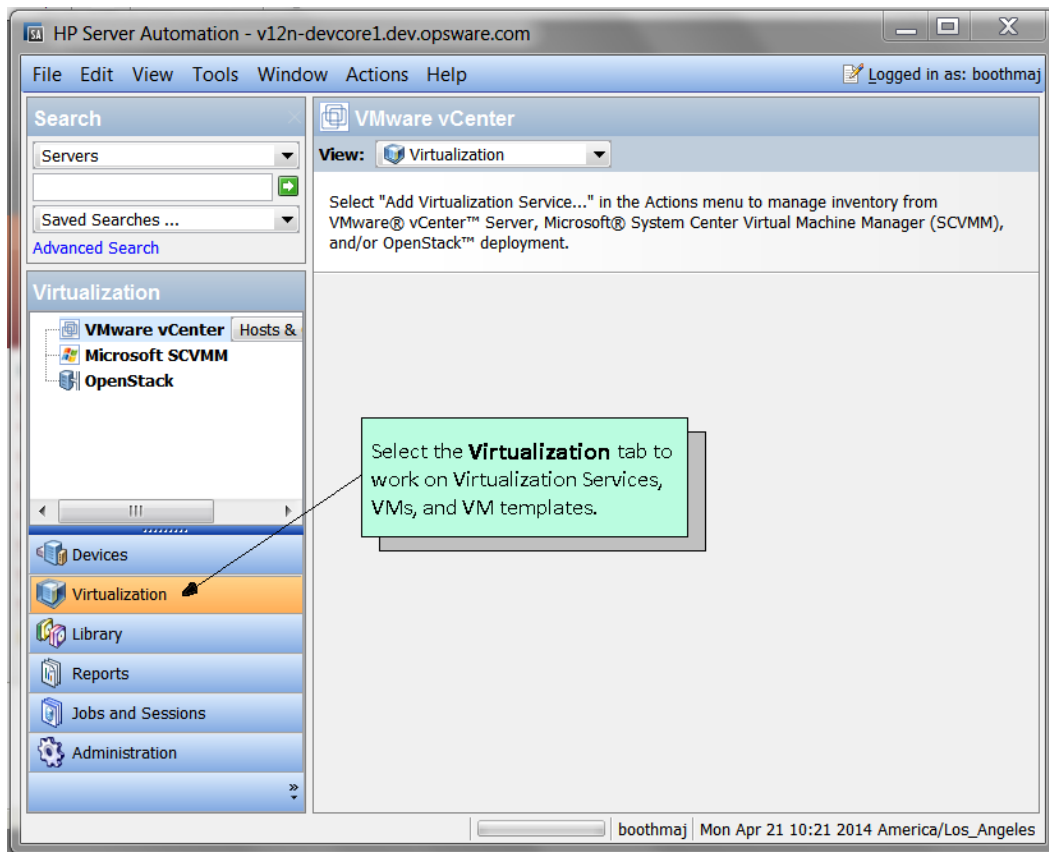 HP Server Automation - v12n-devcore1.dev.opsware.com
File Edit View Tools Window Actions Help
Logged in as: boothmaj
Search
Servers
Saved Searches ...
Advanced Search
Virtualization
VMware vCenter Hosts &
Microsoft SCVMM
OpenStack
Devices
Virtualization
Library
Reports
Jobs and Sessions
Administration
VMware vCenter
View: Virtualization
Select "Add Virtualization Service..." in the Actions menu to manage inventory from
VMware® vCenter™ Server, Microsoft® System Center Virtual Machine Manager (SCVMM),
and/or OpenStack™ deployment.
Select the Virtualization tab to
work on Virtualization Services,
VMs, and VM templates.
boothmaj Mon Apr 21 10:21 2014 America/Los_Angeles